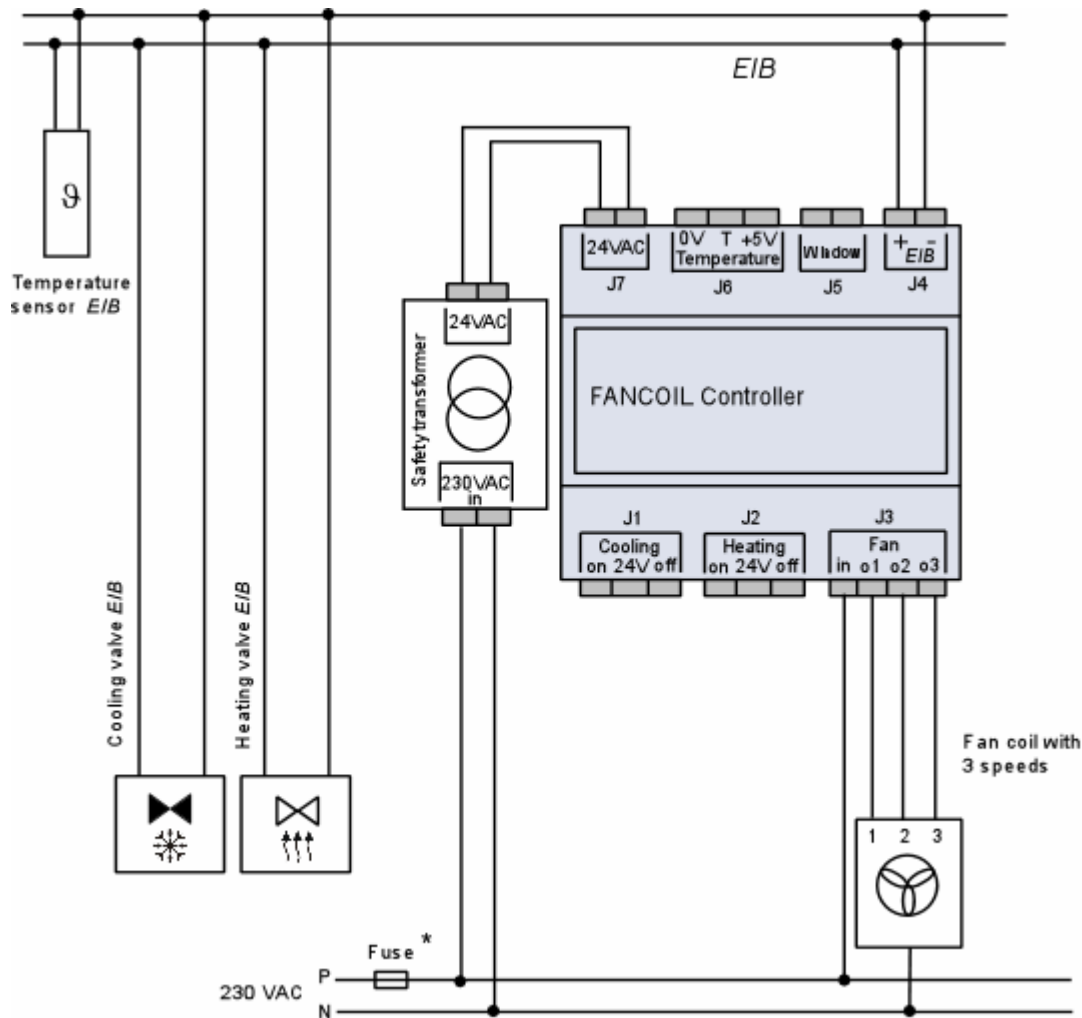 EIB
ϑ
Temperature
sensor EIB
24VAC
0V T +5V
Temperature
Window
+ -
EIB
J7
J6
J5
J4
24VAC
Safety transformer
230VAC
in
FANCOIL Controller
J1
J2
J3
Cooling
on 24V off
Heating
on 24V off
Fan
in o1 o2 o3
Cooling valve EIB
Heating valve EIB
Fan coil with
3 speeds
1 2 3
Fuse *
P
230 VAC
N